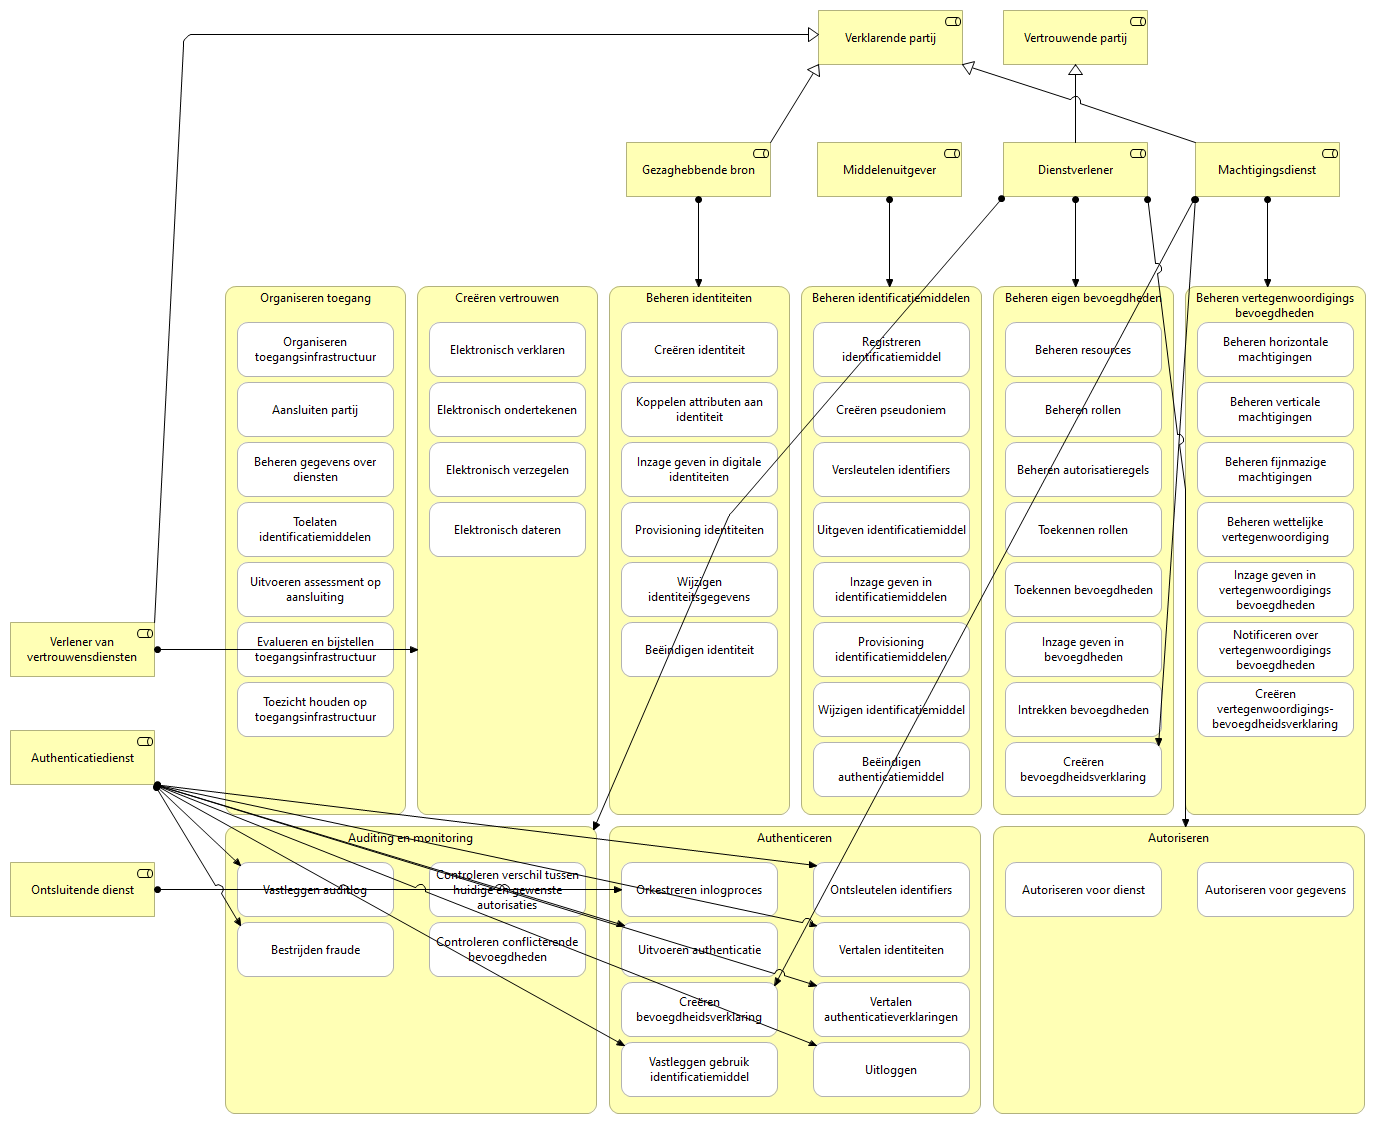 Verklarende partij
Vertrouwende partij
Gezaghebbende bron
Middelenuitgever
Dienstverlener
Machtigingsdienst
Organiseren toegang
Organiseren
toegangsinfrastructuur
Aansluiten partij
Beheren gegevens over
diensten
Toelaten
identificatiemiddelen
Uitvoeren assessment op
aansluiting
Evalueren en bijstellen
toegangsinfrastructuur
Toezicht houden op
toegangsinfrastructuur
Creëren vertrouwen
Elektronisch verklaren
Elektronisch ondertekenen
Elektronisch verzegelen
Elektronisch dateren
Beheren identiteiten
Creëren identiteit
Koppelen attributen aan
identiteit
Inzage geven in digitale
identiteiten
Provisioning identiteiten
Wijzigen
identiteitsgegevens
Beëindigen identiteit
Beheren identificatiemiddelen
Registreren
identificatiemiddel
Creëren pseudoniem
Versleutelen identifiers
Uitgeven identificatiemiddel
Inzage geven in
identificatiemiddelen
Provisioning
identificatiemiddelen
Wijzigen identificatiemiddel
Beëindigen
authenticatiemiddel
Beheren eigen bevoegdheden
Beheren resources
Beheren rollen
Beheren autorisatieregels
Toekennen rollen
Toekennen bevoegdheden
Inzage geven in
bevoegdheden
Intrekken bevoegdheden
Creëren
bevoegdheidsverklaring
Beheren vertegenwoordigings
bevoegdheden
Beheren horizontale
machtigingen
Beheren verticale
machtigingen
Beheren fijnmazige
machtigingen
Beheren wettelijke
vertegenwoordiging
Inzage geven in
vertegenwoordigings
bevoegdheden
Notificeren over
vertegenwoordigings
bevoegdheden
Creëren
vertegenwoordigings-
bevoegdheidsverklaring
Verlener van
vertrouwensdiensten
Authenticatiedienst
Ontsluitende dienst
Auditing en monitoring
Vastleggen auditlog
Bestrijden fraude
Controleren verschil tussen
huidige en gewenste
autorisaties
Controleren conflicterende
bevoegdheden
Authenticeren
Orkestreren inlogproces
Uitvoeren authenticatie
Creëren
bevoegdheidsverklaring
Vastleggen gebruik
identificatiemiddel
Ontsleutelen identifiers
Vertalen identiteiten
Vertalen
authenticatieverklaringen
Uitloggen
Autoriseren
Autoriseren voor dienst
Autoriseren voor gegevens